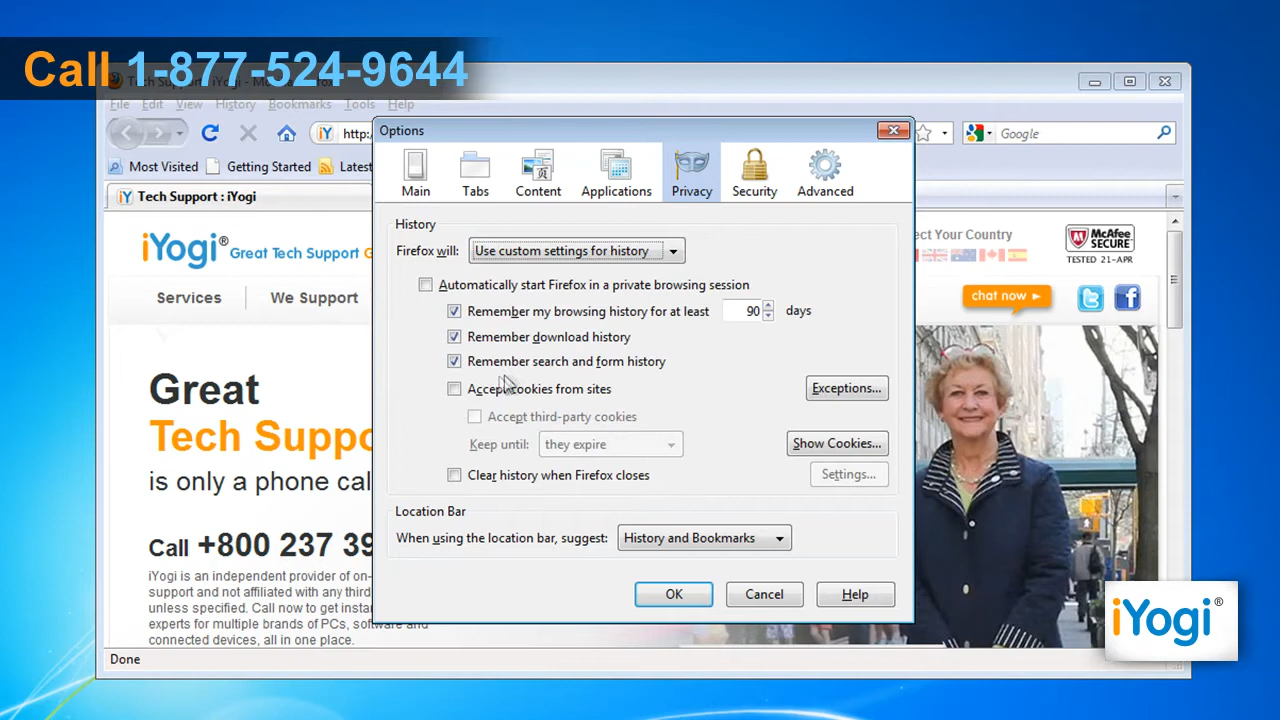 Call 1-877-524-9644
Tech Support : iYogi
File Edit View History Bookmarks Tools Help
http:
Google
Most Visited Getting Started Latest
Tech Support : iYogi
Options
Main Tabs Content Applications Privacy Security Advanced
History
Firefox will: Use custom settings for history
Automatically start Firefox in a private browsing session
Remember my browsing history for at least 90 days
Remember download history
Remember search and form history
Accept cookies from sites Exceptions...
Accept third-party cookies
Keep until: they expire Show Cookies...
Clear history when Firefox closes Settings...
Location Bar
When using the location bar, suggest: History and Bookmarks
OK Cancel Help
iYogi® Great Tech Support
Services We Support
Great
Tech Suppo
is only a phone cal
Call +800 237 39
iYogi is an independent provider of on-
support and not affiliated with any third
unless specified. Call now to get instan
experts for multiple brands of PCs, software and
connected devices, all in one place.
ect Your Country
McAfee
SECURE
TESTED 21-APR
chat now
Done
iYogi®